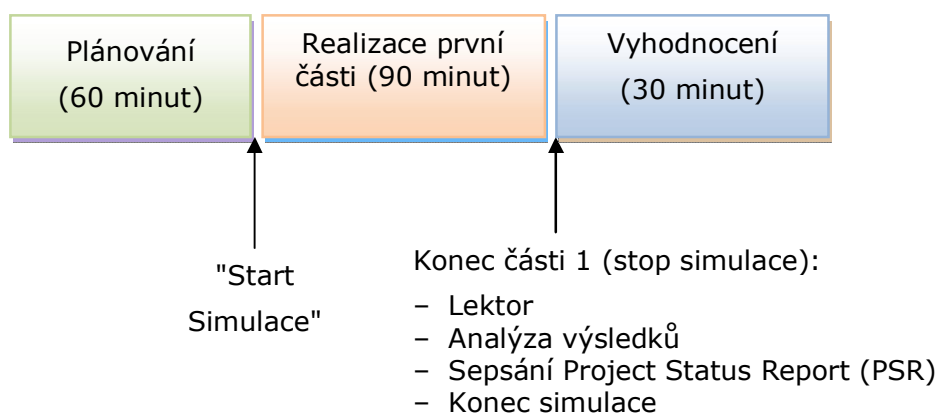 Plánování
(60 minut)
Realizace první
části (90 minut)
Vyhodnocení
(30 minut)
"Start
Simulace"
Konec části 1 (stop simulace):
– Lektor
– Analýza výsledků
– Sepsání Project Status Report (PSR)
– Konec simulace